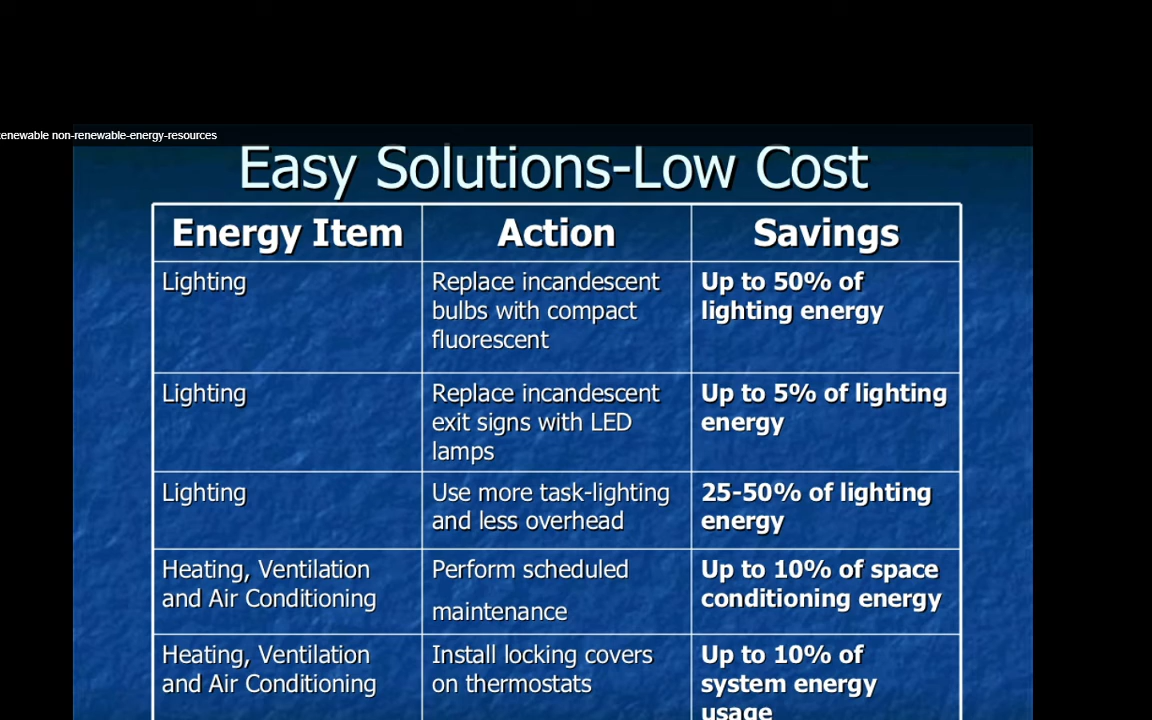 enewable non-renewable-energy-resources
Easy Solutions-Low Cost
Energy Item
Action
Savings
Lighting
Replace incandescent
bulbs with compact
fluorescent
Up to 50% of
lighting energy
Lighting
Replace incandescent
exit signs with LED
lamps
Up to 5% of lighting
energy
Lighting
Use more task-lighting
and less overhead
25-50% of lighting
energy
Heating, Ventilation
and Air Conditioning
Perform scheduled
maintenance
Up to 10% of space
conditioning energy
Heating, Ventilation
and Air Conditioning
Install locking covers
on thermostats
Up to 10% of
system energy
usage